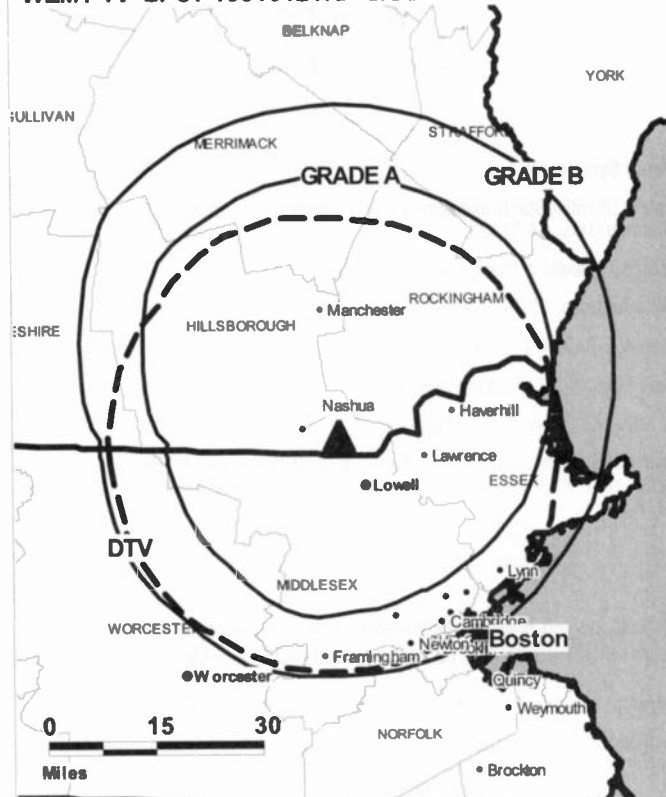 BELKNAP
YORK
SULLIVAN
MERRIMACK
STRAFFORD
GRADE A
GRADE B
Manchester
ROCKINGHAM
HILLSBOROUGH
ESHIRE
Nashua
Haverhill
Lawrence
Lowell
ESSEX
DTV
Lynn
MIDDLESEX
Cambridge
WORCESTER
Newton
Boston
Framingham
Worcester
Quincy
Weymouth
0 15 30
NORFOLK
Miles
Brockton